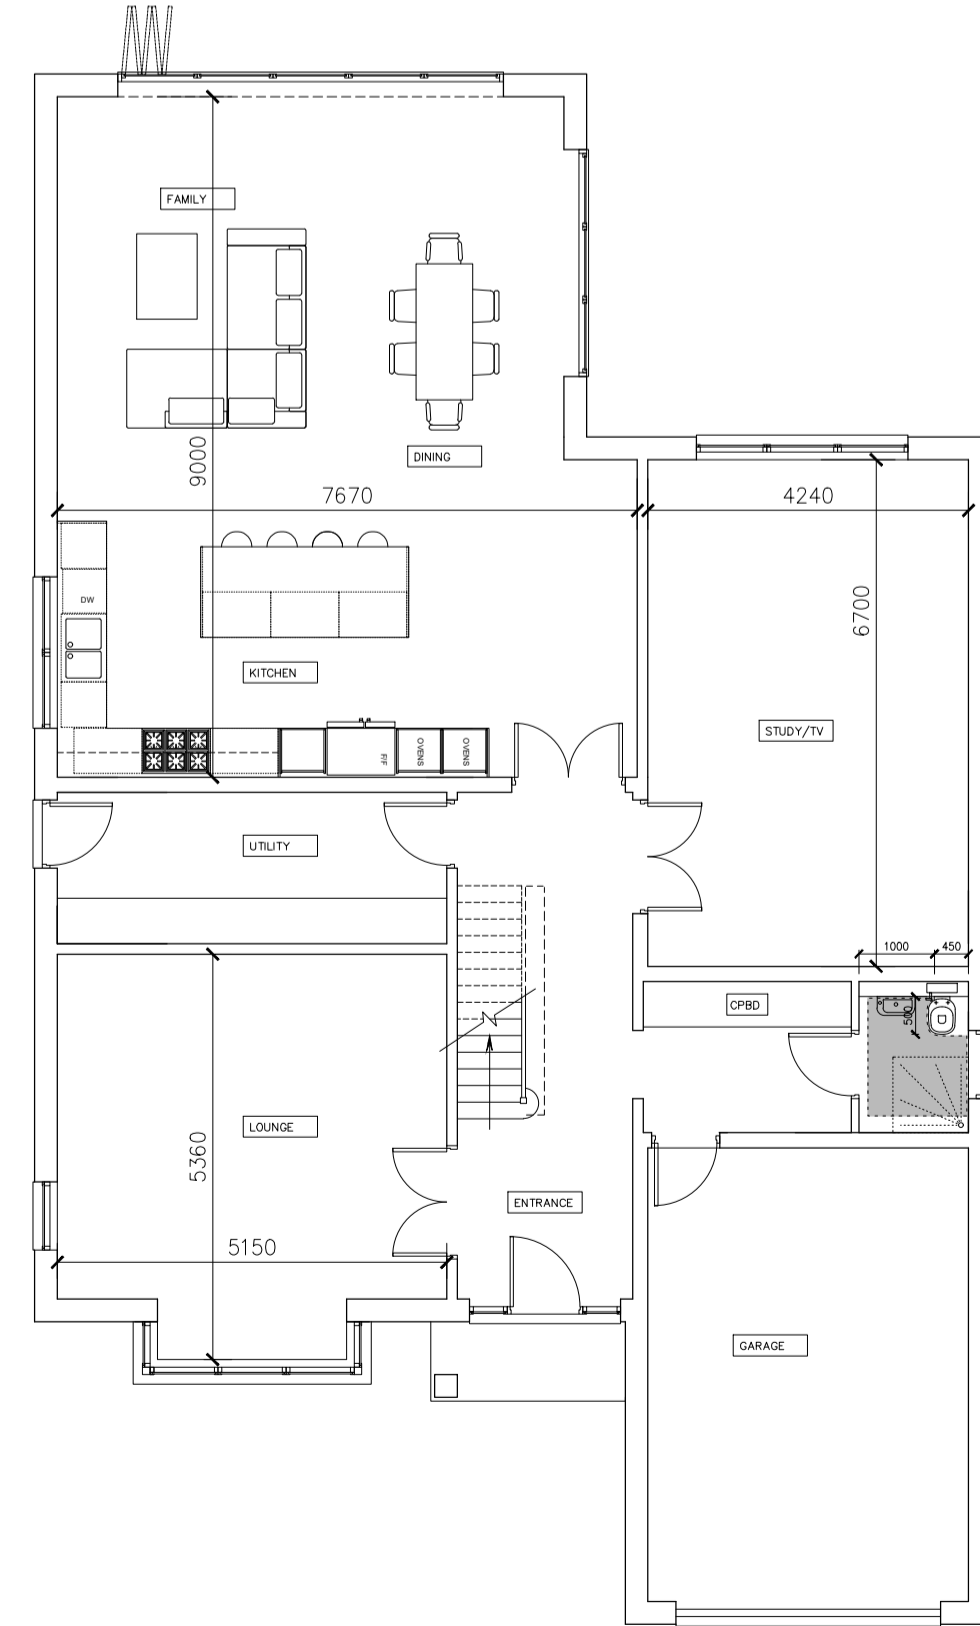 FAMILY
9000
DINING
7670
4240
DW
6700
KITCHEN
F/F
OVENS
OVENS
STUDY/TV
UTILITY
1000
450
CPBD
500
LOUNGE
5360
ENTRANCE
5150
GARAGE